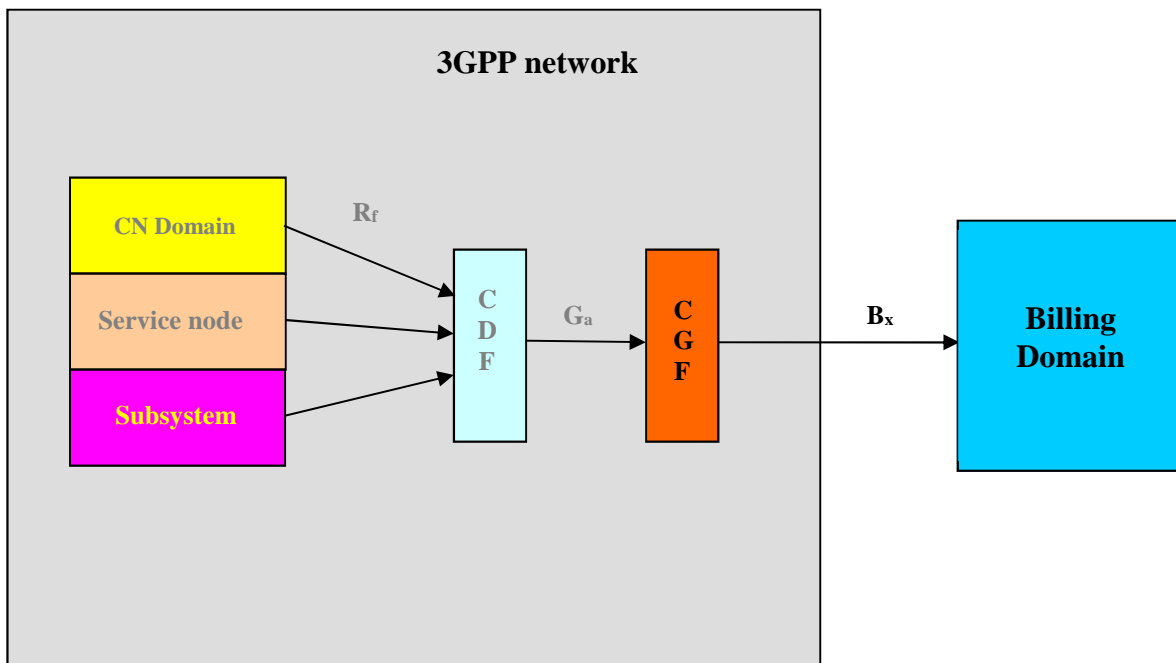 3GPP network
CN Domain
Service node
Subsystem
Rf
C
D
F
Ga
C
G
F
Bx
Billing
Domain